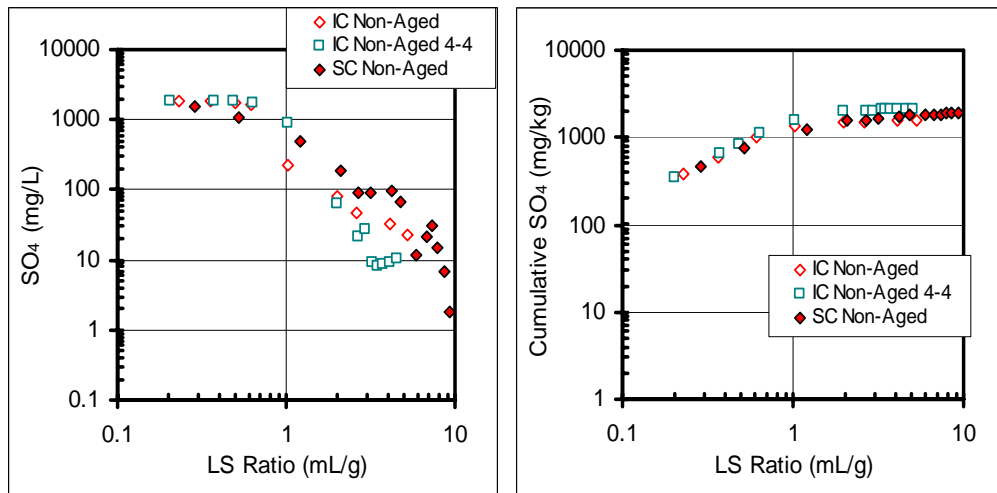 IC Non-Aged
IC Non-Aged 4-4
SC Non-Aged
10000
1000
100
10
1
0.1
SO4 (mg/L)
0.1
1
10
LS Ratio (mL/g)
10000
1000
100
10
1
Cumulative SO4 (mg/kg)
IC Non-Aged
IC Non-Aged 4-4
SC Non-Aged
0.1
1
10
LS Ratio (mL/g)